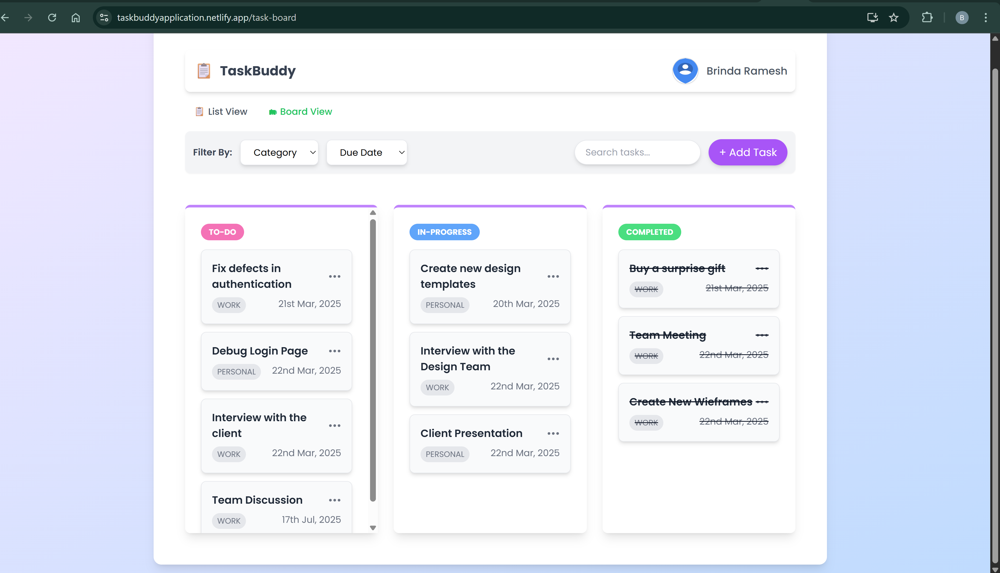 taskbuddyapplication.netlify.app/task-board
B
TaskBuddy
Brinda Ramesh
List View
Board View
Filter By:
Category
Due Date
Search tasks...
+ Add Task
TO-DO
Fix defects in
authentication
WORK
21st Mar, 2025
Debug Login Page
PERSONAL
22nd Mar, 2025
Interview with the
client
WORK
22nd Mar, 2025
Team Discussion
WORK
17th Jul, 2025
IN-PROGRESS
Create new design
templates
PERSONAL
20th Mar, 2025
Interview with the
Design Team
WORK
22nd Mar, 2025
Client Presentation
PERSONAL
22nd Mar, 2025
COMPLETED
Buy a surprise gift
WORK
21st Mar, 2025
Team Meeting
WORK
22nd Mar, 2025
Create New Wieframes
WORK
22nd Mar, 2025